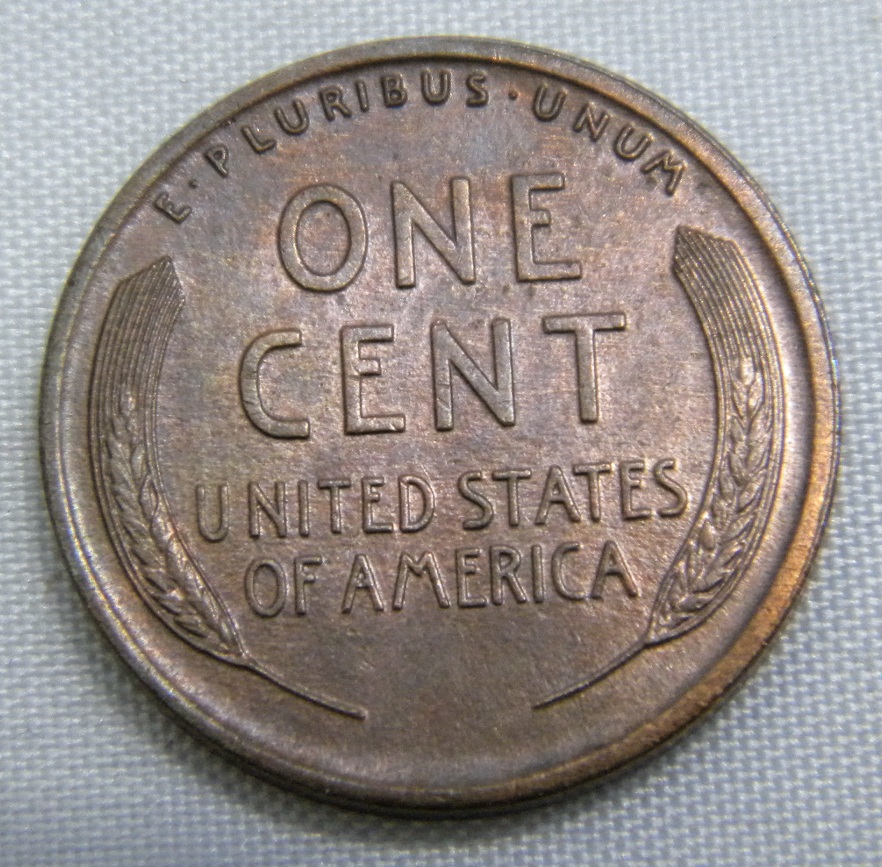 E·PLURIBUS·UNUM
ONE
CENT
UNITED STATES
OF AMERICA